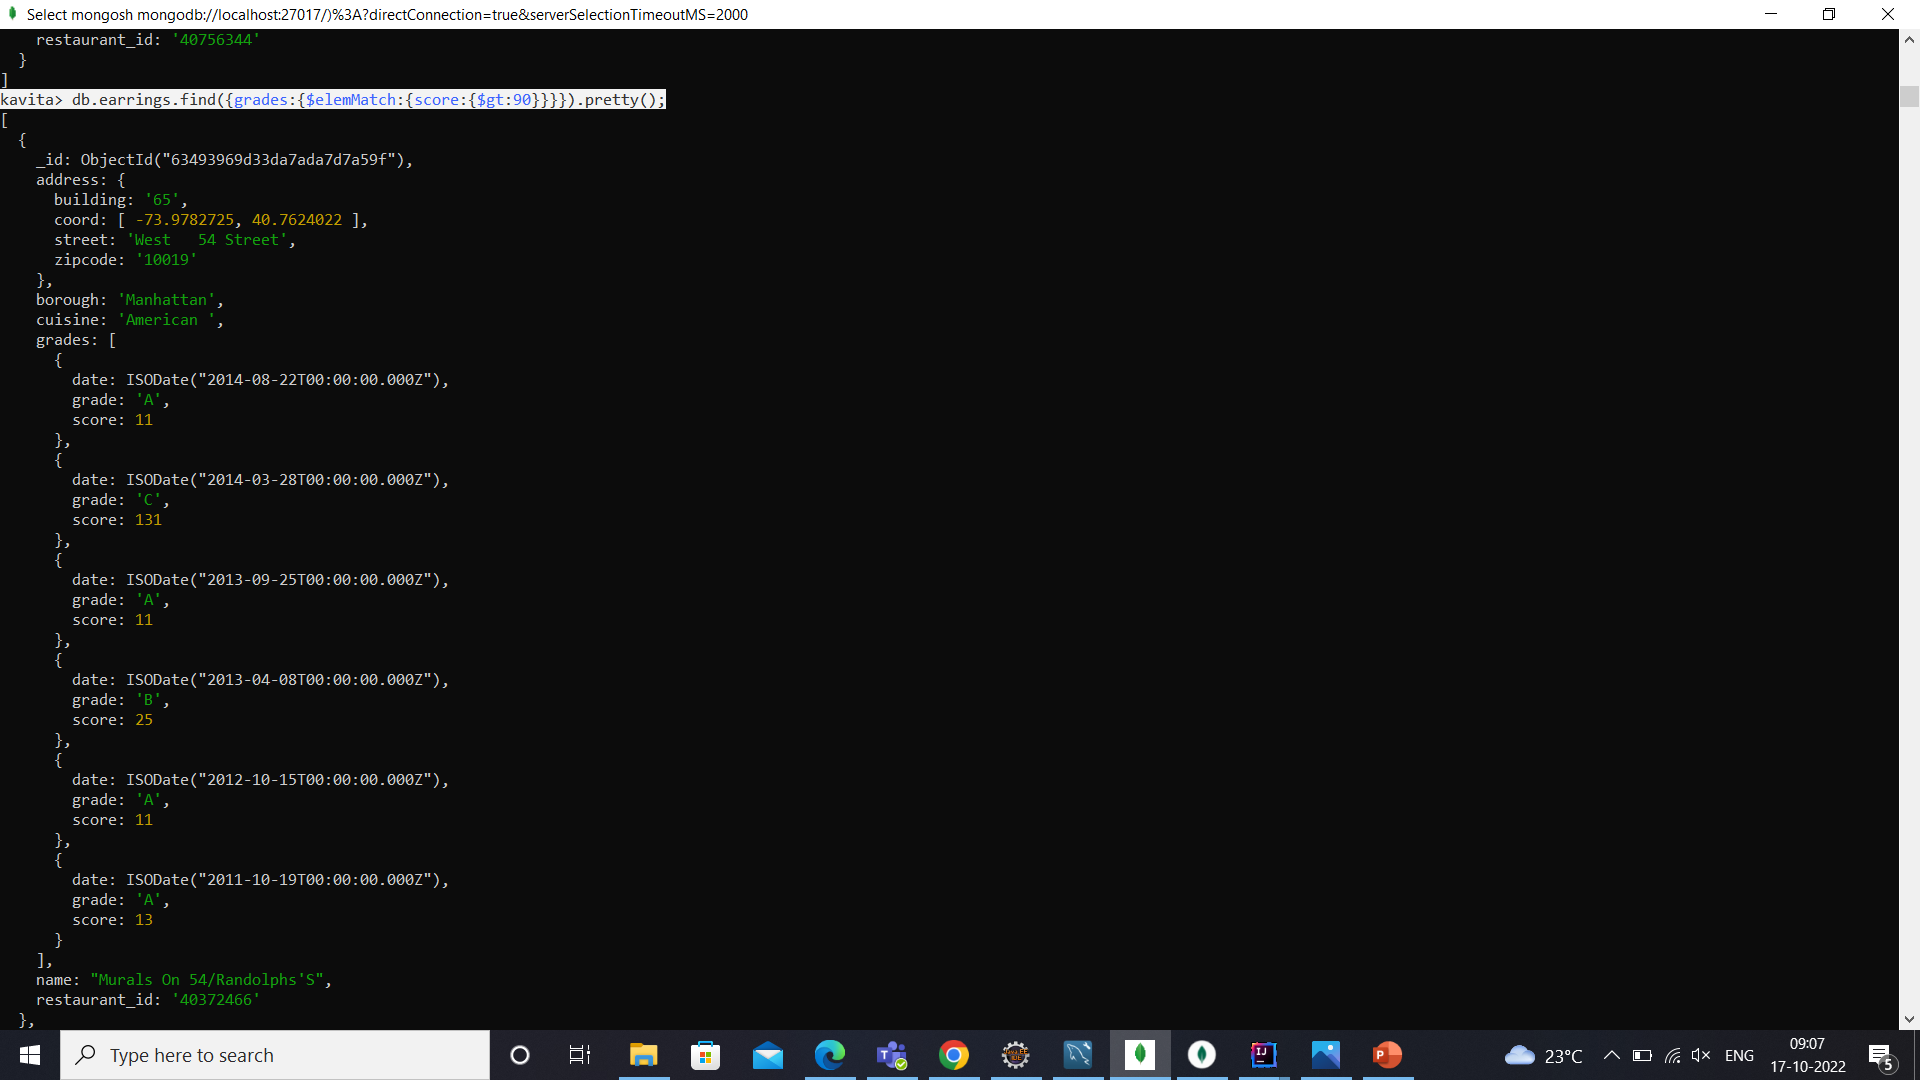 Select mongosh mongodb://localhost:27017/)%3A?directConnection=true&serverSelectionTimeoutMS=2000
    restaurant_id: '40756344'
  }
]
kavita> db.earrings.find({grades:{$elemMatch:{score:{$gt:90}}}}).pretty();
[
  {
    _id: ObjectId("63493969d33da7ada7d7a59f"),
    address: {
      building: '65',
      coord: [ -73.9782725, 40.7624022 ],
      street: 'West   54 Street',
      zipcode: '10019'
    },
    borough: 'Manhattan',
    cuisine: 'American ',
    grades: [
      {
        date: ISODate("2014-08-22T00:00:00.000Z"),
        grade: 'A',
        score: 11
      },
      {
        date: ISODate("2014-03-28T00:00:00.000Z"),
        grade: 'C',
        score: 131
      },
      {
        date: ISODate("2013-09-25T00:00:00.000Z"),
        grade: 'A',
        score: 11
      },
      {
        date: ISODate("2013-04-08T00:00:00.000Z"),
        grade: 'B',
        score: 25
      },
      {
        date: ISODate("2012-10-15T00:00:00.000Z"),
        grade: 'A',
        score: 11
      },
      {
        date: ISODate("2011-10-19T00:00:00.000Z"),
        grade: 'A',
        score: 13
      }
    ],
    name: "Murals On 54/Randolphs'S",
    restaurant_id: '40372466'
  },
Type here to search
23°C
ENG
09:07
17-10-2022
5